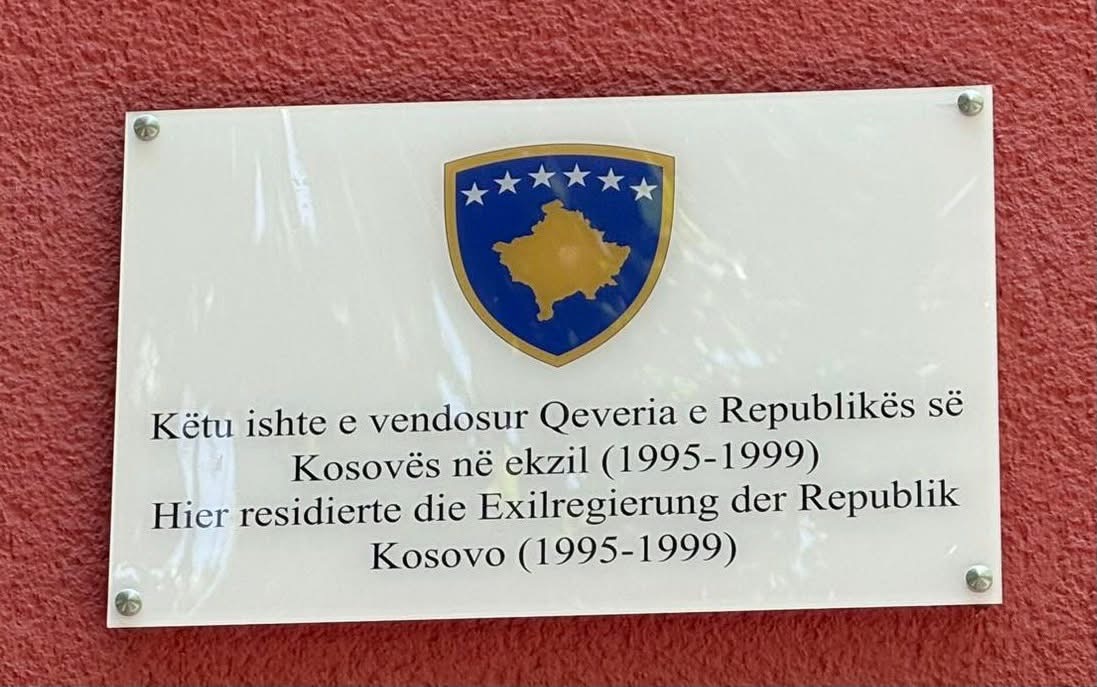 Këtu ishte e vendosur Qeveria e Republikës së
Kosovës në ekzil (1995-1999)
Hier residierte die Exilregierung der Republik
Kosovo (1995-1999)